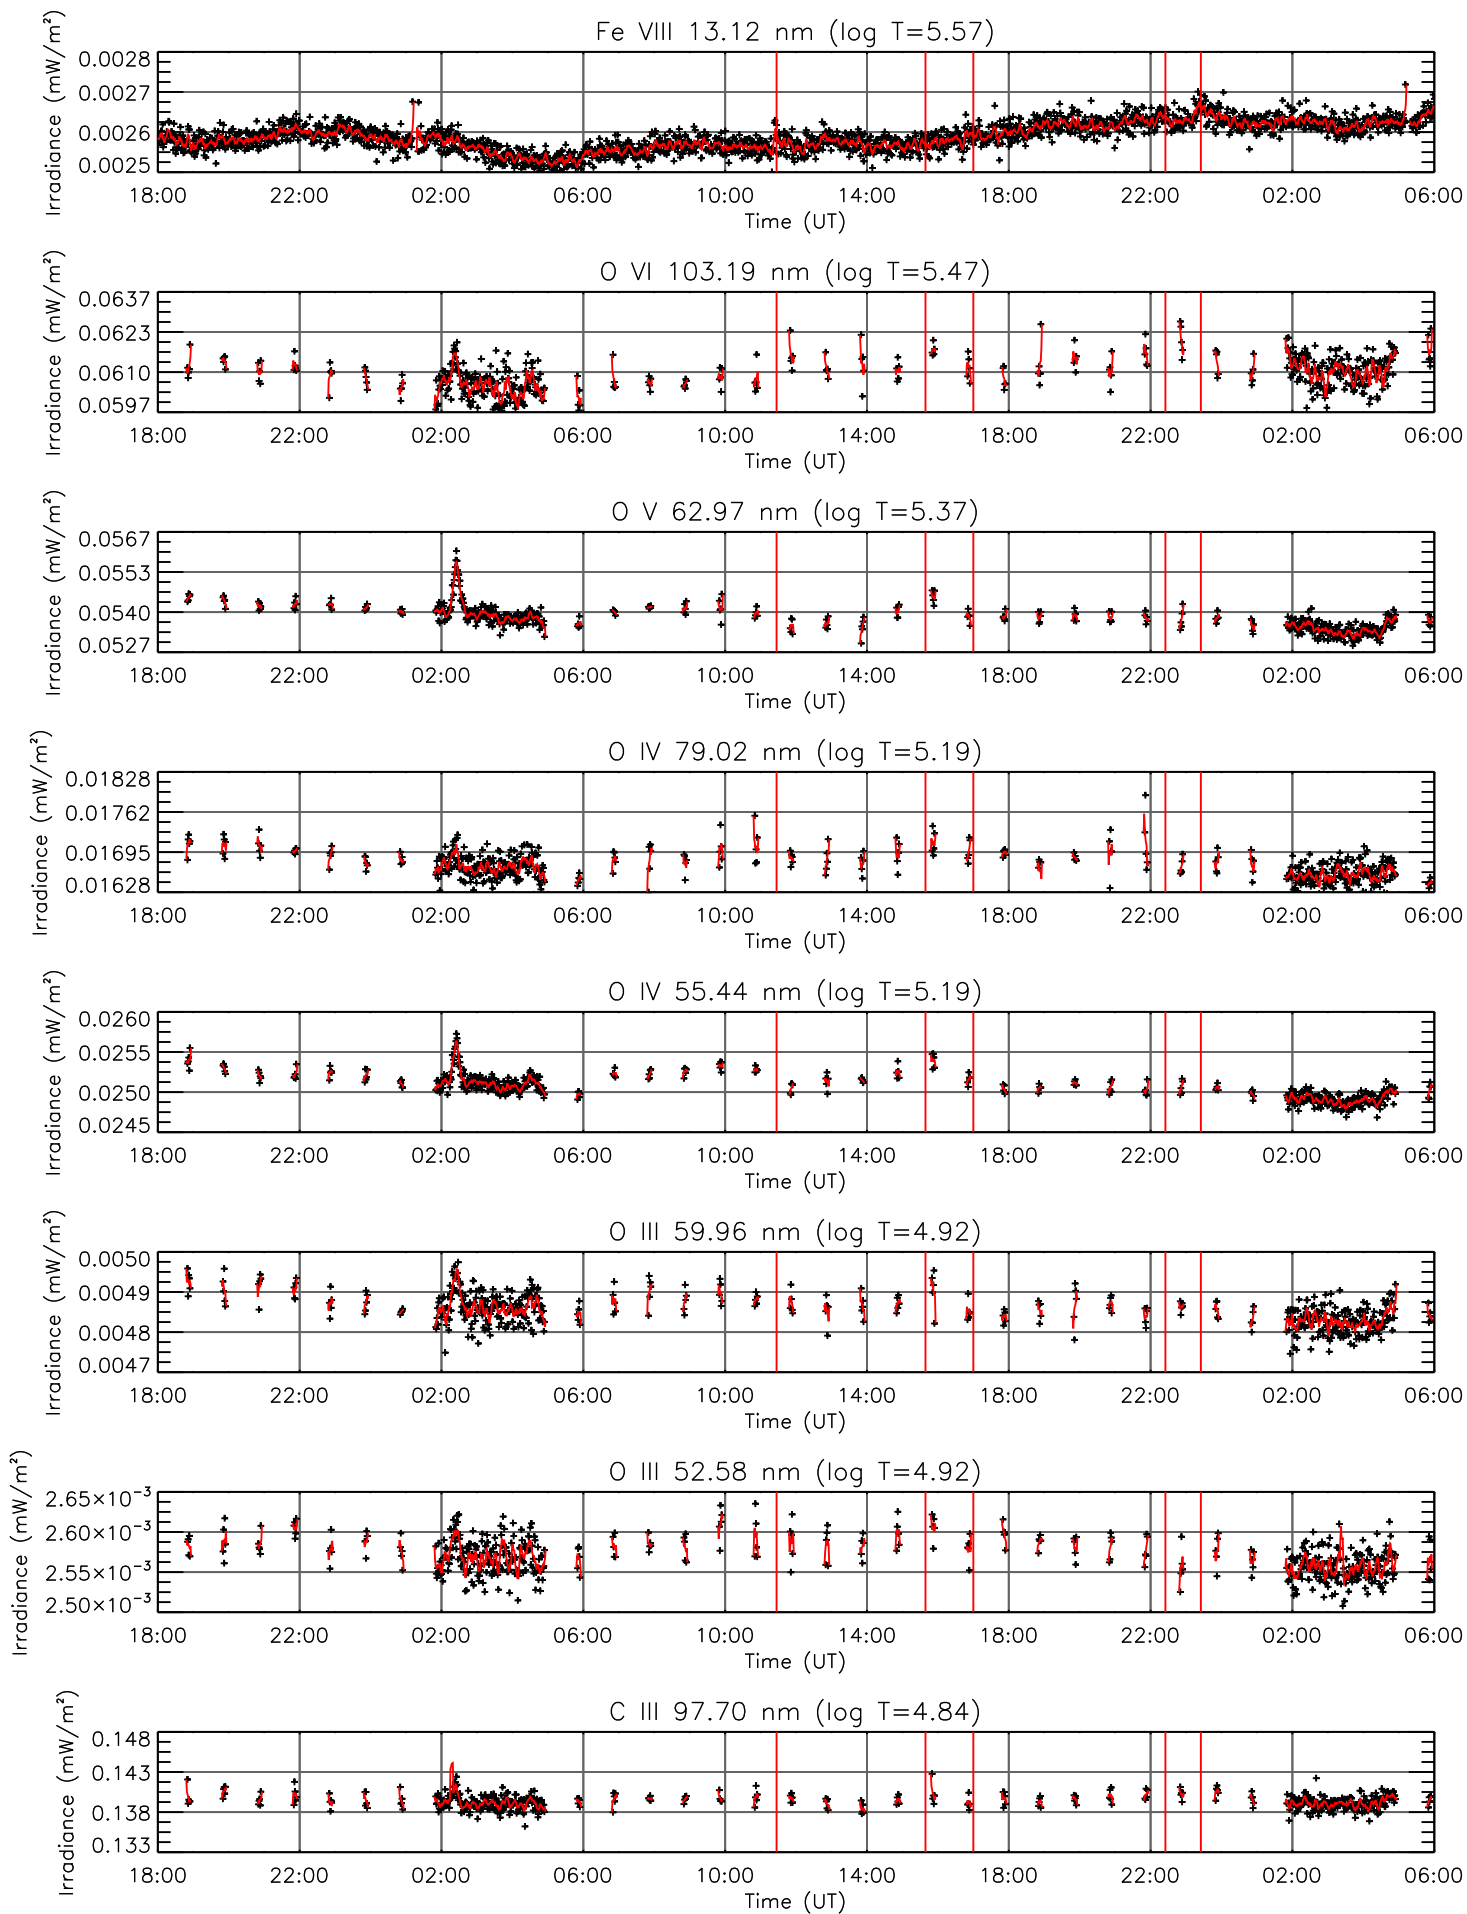 Fe VIII 13.12 nm (log T=5.57)
Irradiance (mW/m²)
0.0028
0.0027
0.0026
0.0025
18:00 22:00 02:00 06:00 10:00 14:00 18:00 22:00 02:00 06:00
Time (UT)
O VI 103.19 nm (log T=5.47)
Irradiance (mW/m²)
0.0637
0.0623
0.0610
0.0597
18:00 22:00 02:00 06:00 10:00 14:00 18:00 22:00 02:00 06:00
Time (UT)
O V 62.97 nm (log T=5.37)
Irradiance (mW/m²)
0.0567
0.0553
0.0540
0.0527
18:00 22:00 02:00 06:00 10:00 14:00 18:00 22:00 02:00 06:00
Time (UT)
O IV 79.02 nm (log T=5.19)
Irradiance (mW/m²)
0.01828
0.01762
0.01695
0.01628
18:00 22:00 02:00 06:00 10:00 14:00 18:00 22:00 02:00 06:00
Time (UT)
O IV 55.44 nm (log T=5.19)
Irradiance (mW/m²)
0.0260
0.0255
0.0250
0.0245
18:00 22:00 02:00 06:00 10:00 14:00 18:00 22:00 02:00 06:00
Time (UT)
O III 59.96 nm (log T=4.92)
Irradiance (mW/m²)
0.0050
0.0049
0.0048
0.0047
18:00 22:00 02:00 06:00 10:00 14:00 18:00 22:00 02:00 06:00
Time (UT)
O III 52.58 nm (log T=4.92)
Irradiance (mW/m²)
2.65×10⁻³
2.60×10⁻³
2.55×10⁻³
2.50×10⁻³
18:00 22:00 02:00 06:00 10:00 14:00 18:00 22:00 02:00 06:00
Time (UT)
C III 97.70 nm (log T=4.84)
Irradiance (mW/m²)
0.148
0.143
0.138
0.133
18:00 22:00 02:00 06:00 10:00 14:00 18:00 22:00 02:00 06:00
Time (UT)